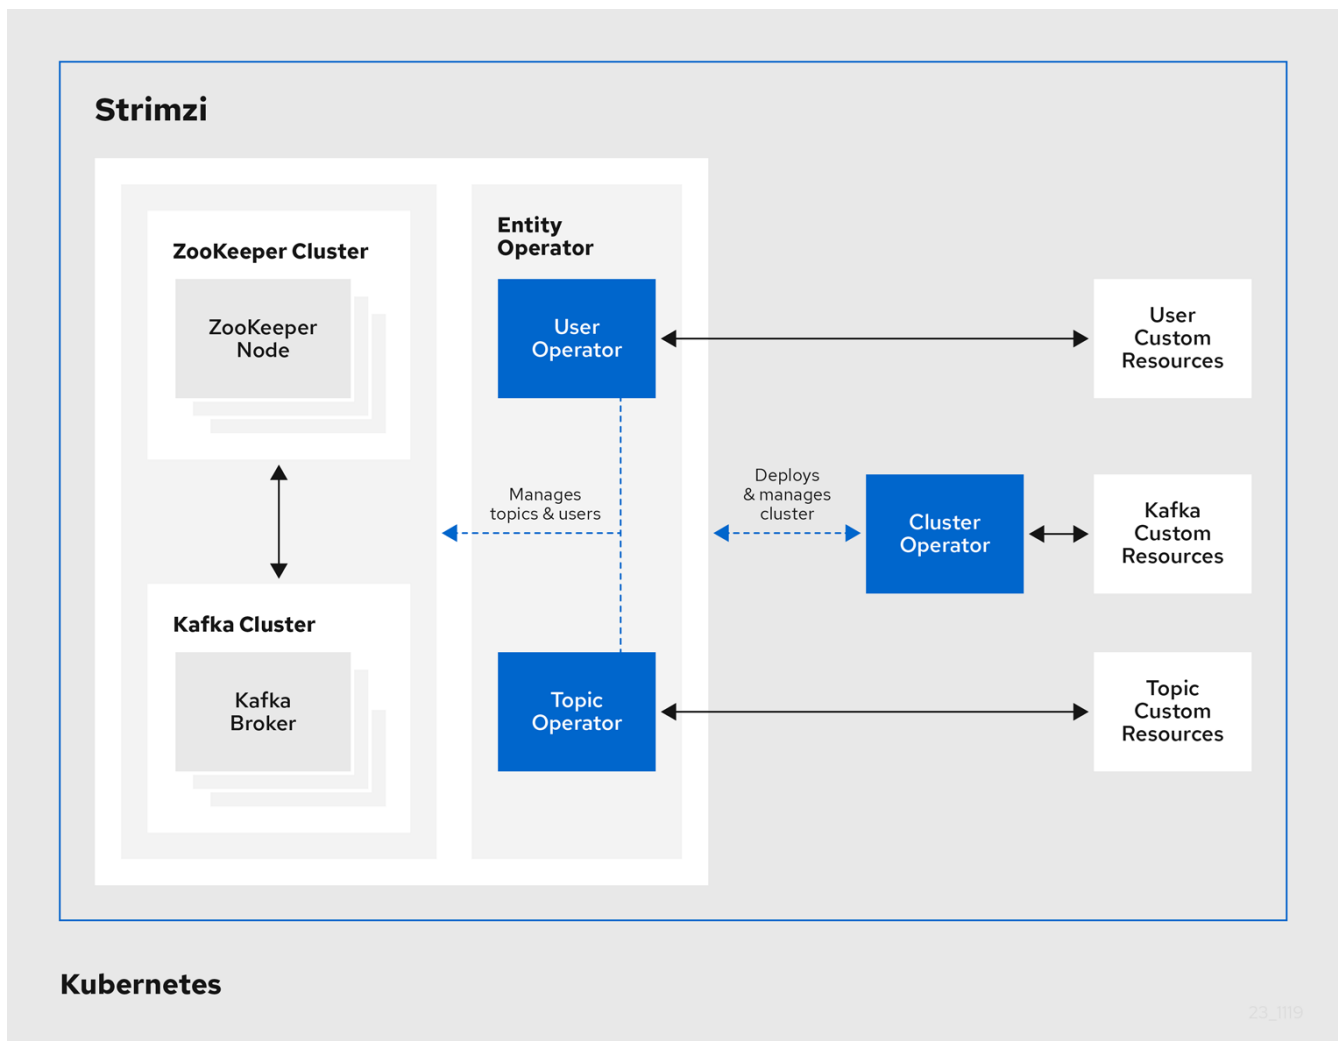 Strimzi
ZooKeeper Cluster
ZooKeeper
Node
Kafka Cluster
Kafka
Broker
Entity
Operator
User
Operator
Manages
topics & users
Topic
Operator
Deploys
& manages
cluster
Cluster
Operator
User
Custom
Resources
Kafka
Custom
Resources
Topic
Custom
Resources
Kubernetes
23_1119